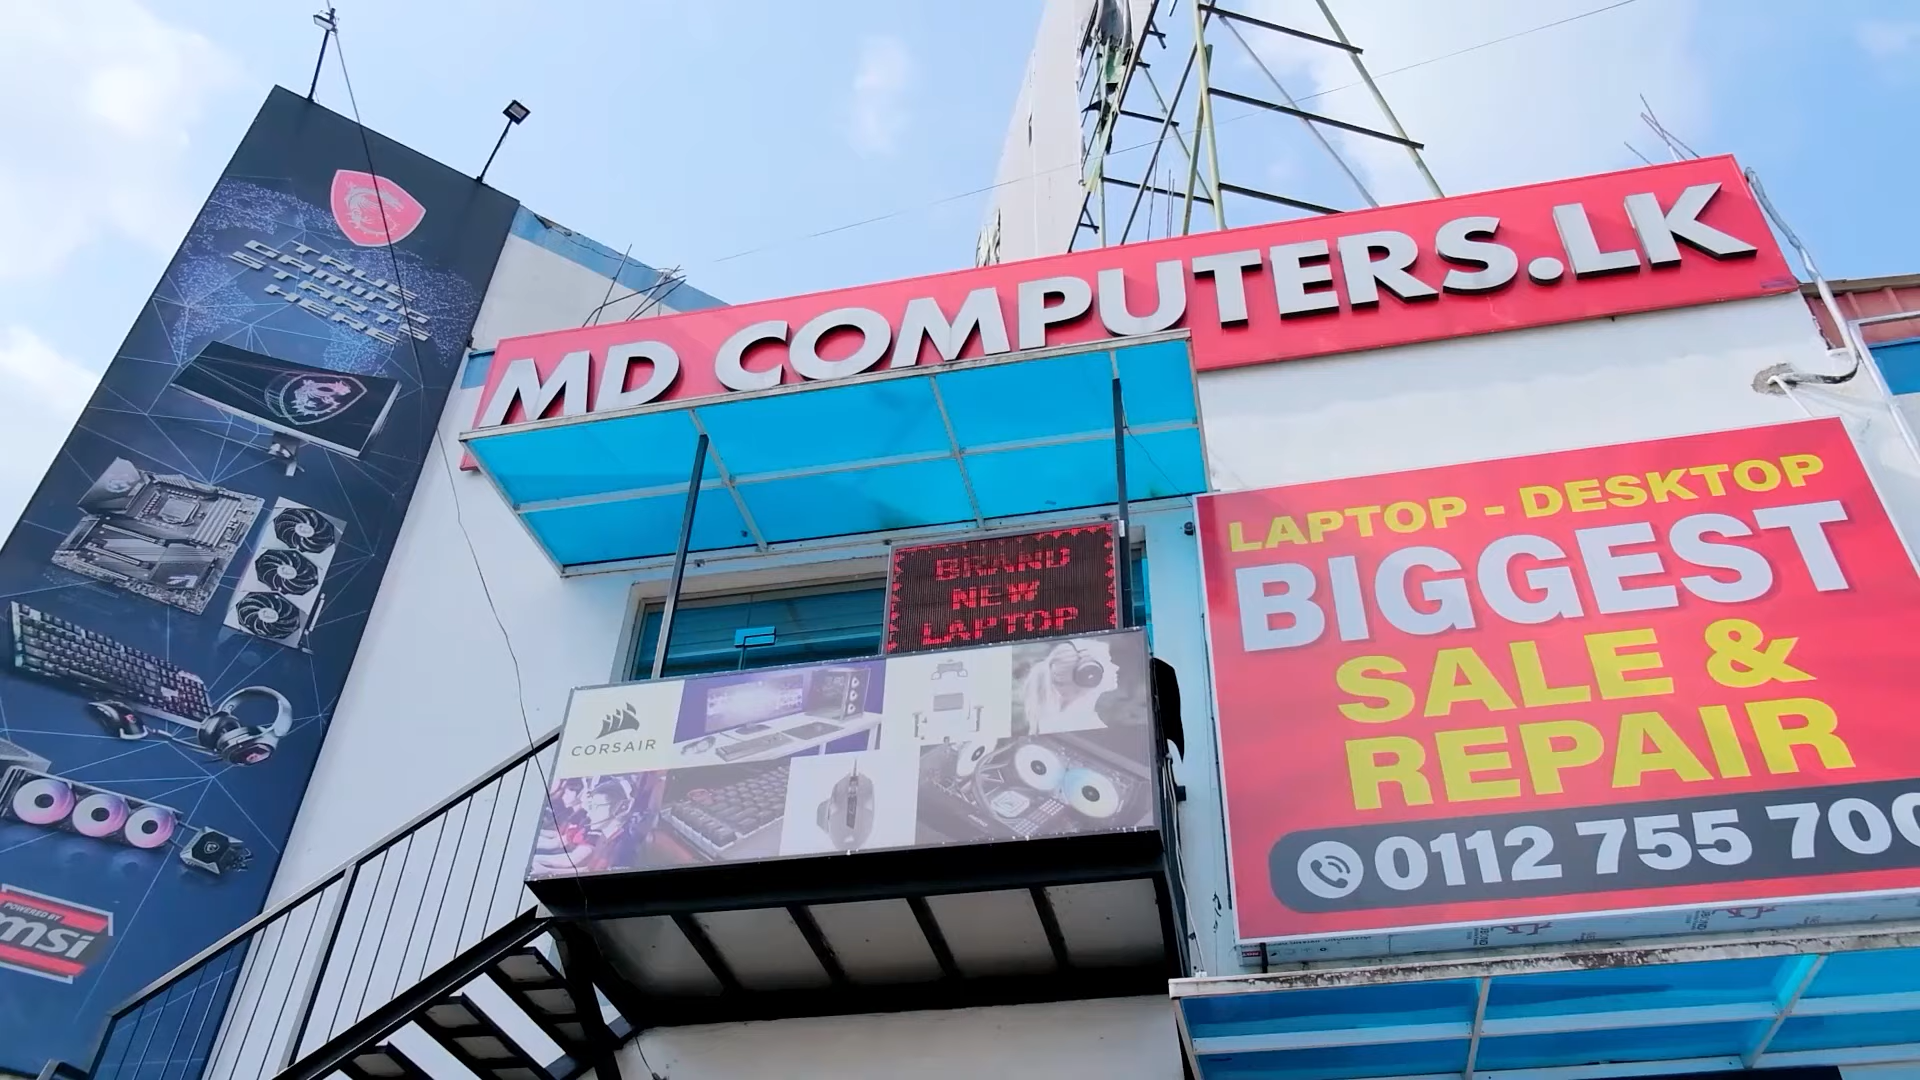 TRUE
GAMING
STARTS
HERE
MD COMPUTERS.LK
BRAND
NEW
LAPTOP
CORSAIR
LAPTOP - DESKTOP
BIGGEST
SALE &
REPAIR
0112 755 700
POWERED BY
msi